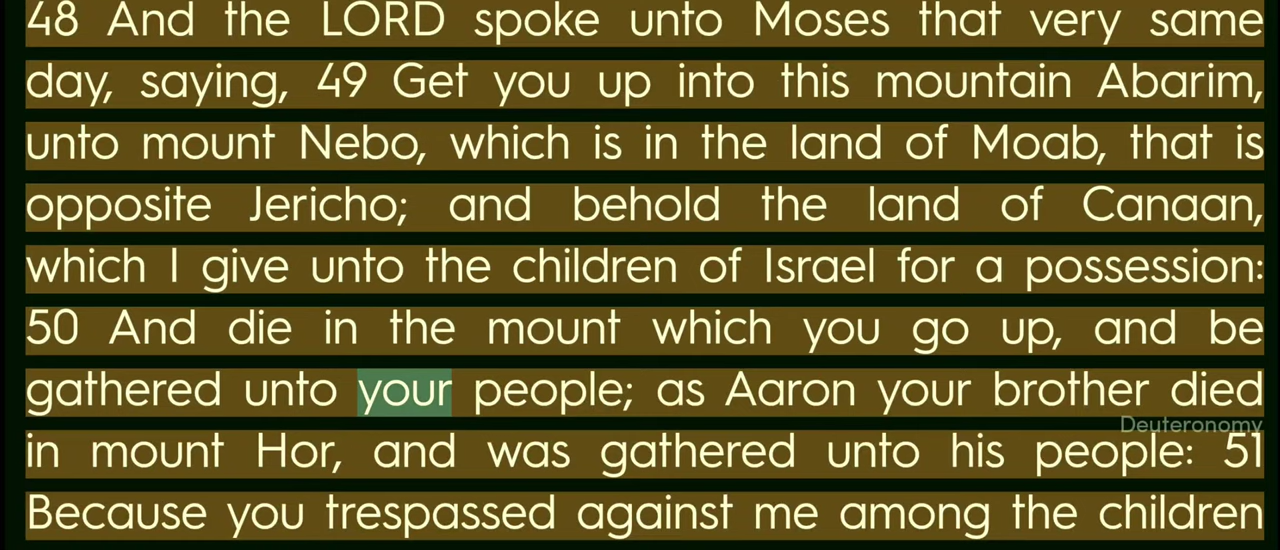 48 And the LORD spoke unto Moses that very same
day, saying, 49 Get you up into this mountain Abarim,
unto mount Nebo, which is in the land of Moab, that is
opposite Jericho; and behold the land of Canaan,
which I give unto the children of Israel for a possession:
50 And die in the mount which you go up, and be
gathered unto your people; as Aaron your brother died
Deuteronomy
in mount Hor, and was gathered unto his people: 51
Because you trespassed against me among the children